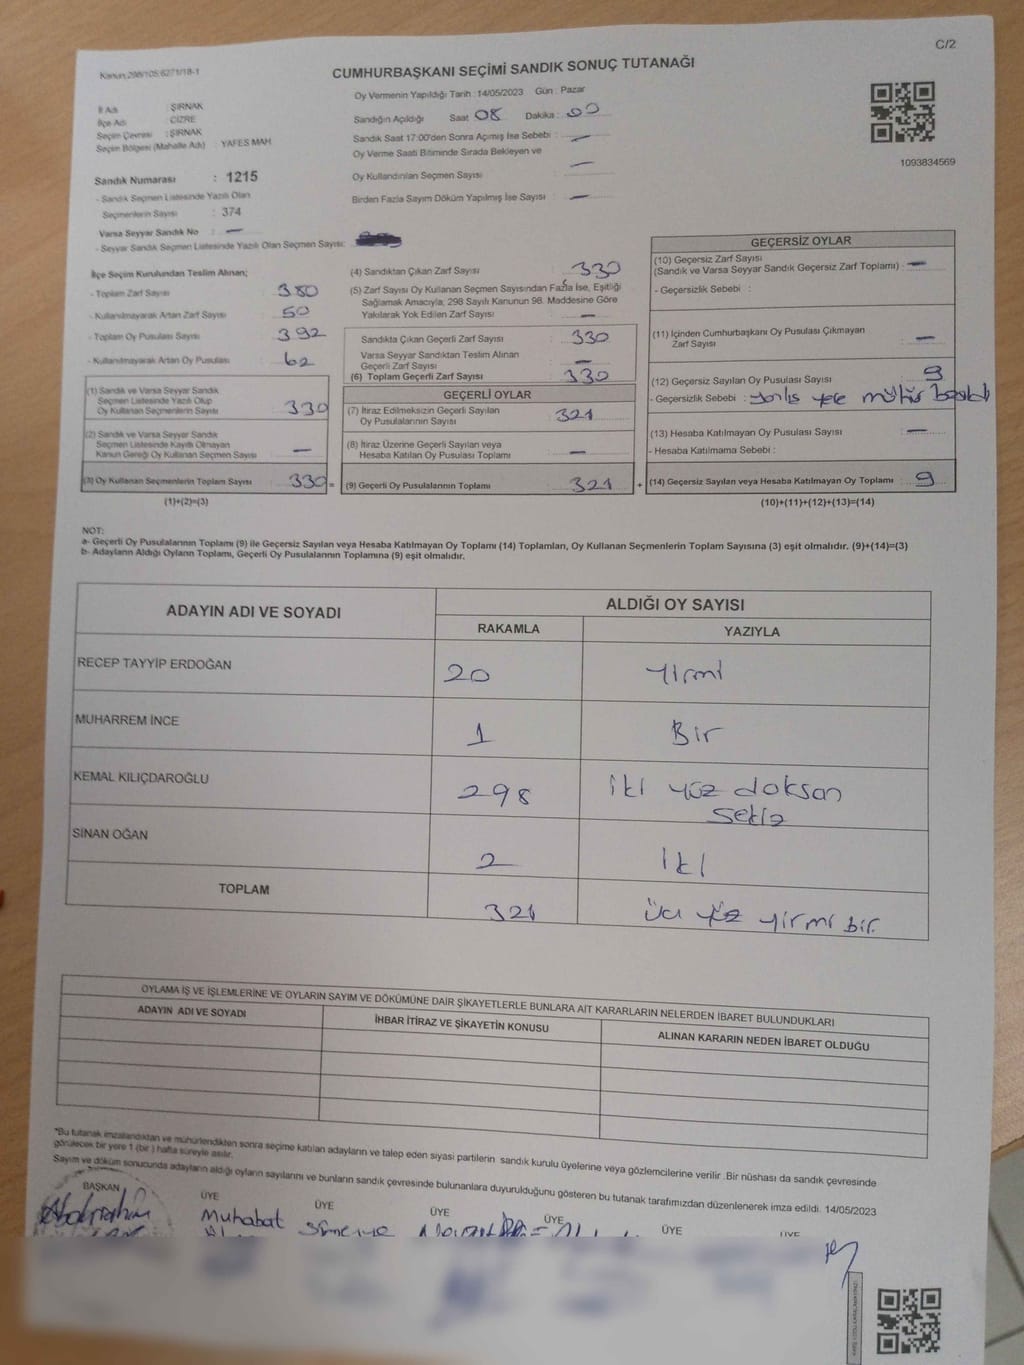 C/2
Kanun;298/105;6271/18-1
CUMHURBAŞKANI SEÇİMİ SANDIK SONUÇ TUTANAĞI
Oy Vermenin Yapıldığı Tarih : 14/05/2023 Gün : Pazar
İl Adı : ŞIRNAK
İlçe Adı : CİZRE
Seçim Çevresi : ŞIRNAK
Seçim Bölgesi (Mahalle Adı) : YAFES MAH
Sandık Numarası : 1215
- Sandık Seçmen Listesinde Yazılı Olan
Seçmenlerin Sayısı : 374
Varsa Seyyar Sandık No : —
- Seyyar Sandık Seçmen Listesinde Yazılı Olan Seçmen Sayısı:
Sandığın Açıldığı Saat 08 Dakika : 00
Sandık Saat 17:00'den Sonra Açılmış İse Sebebi : —
Oy Verme Saati Bitiminde Sırada Bekleyen ve
Oy Kullandırılan Seçmen Sayısı : —
Birden Fazla Sayım Döküm Yapılmış İse Sayısı : —
1093834569
İlçe Seçim Kurulundan Teslim Alınan;
- Toplam Zarf Sayısı : 380
- Kullanılmayarak Artan Zarf Sayısı : 50
- Toplam Oy Pusulası Sayısı : 392
- Kullanılmayarak Artan Oy Pusulası : 62
(1) Sandık ve Varsa Seyyar Sandık
Seçmen Listesinde Yazılı Olup
Oy Kullanan Seçmenlerin Sayısı : 330
(2) Sandık ve Varsa Seyyar Sandık
Seçmen Listesinde Kayıtlı Olmayan
Kanun Gereği Oy Kullanan Seçmen Sayısı : —
(3) Oy Kullanan Seçmenlerin Toplam Sayısı : 330 =
(1)+(2)=(3)
(4) Sandıktan Çıkan Zarf Sayısı : 330
(5) Zarf Sayısı Oy Kullanan Seçmen Sayısından Fazla İse, Eşitliği
Sağlamak Amacıyla, 298 Sayılı Kanunun 98. Maddesine Göre
Yakılarak Yok Edilen Zarf Sayısı : —
Sandıkta Çıkan Geçerli Zarf Sayısı : 330
Varsa Seyyar Sandıktan Teslim Alınan
Geçerli Zarf Sayısı : —
(6) Toplam Geçerli Zarf Sayısı : 330
GEÇERLİ OYLAR
(7) İtiraz Edilmeksizin Geçerli Sayılan
Oy Pusulalarının Sayısı : 321
(8) İtiraz Üzerine Geçerli Sayılan veya
Hesaba Katılan Oy Pusulası Toplamı : —
(9) Geçerli Oy Pusulalarının Toplamı : 321 +
GEÇERSİZ OYLAR
(10) Geçersiz Zarf Sayısı
(Sandık ve Varsa Seyyar Sandık Geçersiz Zarf Toplamı) : —
- Geçersizlik Sebebi :
(11) İçinden Cumhurbaşkanı Oy Pusulası Çıkmayan
Zarf Sayısı : —
(12) Geçersiz Sayılan Oy Pusulası Sayısı : 9
- Geçersizlik Sebebi : yanlış yere mühür
(13) Hesaba Katılmayan Oy Pusulası Sayısı : —
- Hesaba Katılmama Sebebi :
(14) Geçersiz Sayılan veya Hesaba Katılmayan Oy Toplamı : 9
(10)+(11)+(12)+(13)=(14)
NOT:
a- Geçerli Oy Pusulalarının Toplamı (9) ile Geçersiz Sayılan veya Hesaba Katılmayan Oy Toplamı (14) Toplamları, Oy Kullanan Seçmenlerin Toplam Sayısına (3) eşit olmalıdır. (9)+(14)=(3)
b- Adayların Aldığı Oyların Toplamı, Geçerli Oy Pusulalarının Toplamına (9) eşit olmalıdır.
ADAYIN ADI VE SOYADI ALDIĞI OY SAYISI
RAKAMLA YAZIYLA
RECEP TAYYİP ERDOĞAN 20 Yirmi
MUHARREM İNCE 1 Bir
KEMAL KILIÇDAROĞLU 298 iki yüz doksan
sekiz
SİNAN OĞAN 2 iki
TOPLAM 321 üç yüz yirmi bir.
OYLAMA İŞ VE İŞLEMLERİNE VE OYLARIN SAYIM VE DÖKÜMÜNE DAİR ŞİKAYETLERLE BUNLARA AİT KARARLARIN NELERDEN İBARET BULUNDUKLARI
ADAYIN ADI VE SOYADI İHBAR İTİRAZ VE ŞİKAYETİN KONUSU ALINAN KARARIN NEDEN İBARET OLDUĞU
*Bu tutanak imzalandıktan ve mühürlendikten sonra seçime katılan adayların ve talep eden siyasi partilerin sandık kurulu üyelerine veya gözlemcilerine verilir .Bir nüshası da sandık çevresinde
görülecek bir yere 1 (bir ) hafta süreyle asılır.
Sayım ve döküm sonucunda adayların aldığı oyların sayılarını ve bunların sandık çevresinde bulunanlara duyurulduğunu gösteren bu tutanak tarafımızdan düzenlenerek imza edildi. 14/05/2023
BAŞKAN ÜYE ÜYE ÜYE ÜYE ÜYE ÜYE
Abdurrahim Muhabat Sümeyye